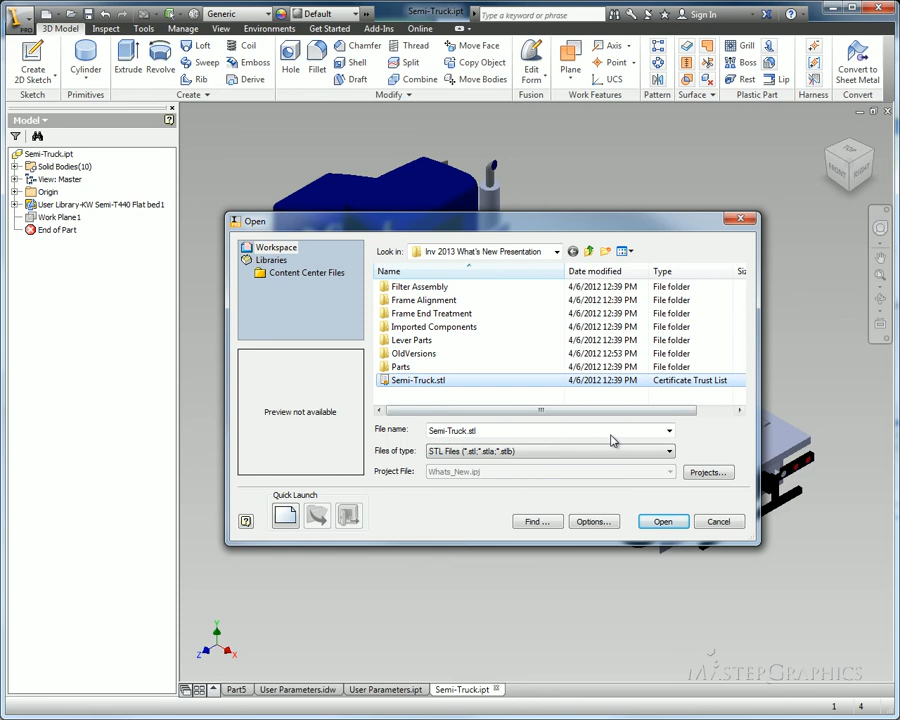 PRO
Generic
Default
Semi-Truck.ipt
Type a keyword or phrase
Sign In
3D Model
Inspect
Tools
Manage
View
Environments
Get Started
Add-Ins
Online
Create
2D Sketch
Cylinder
Extrude
Revolve
Loft
Sweep
Rib
Coil
Emboss
Derive
Hole
Fillet
Chamfer
Shell
Draft
Thread
Split
Combine
Move Face
Copy Object
Move Bodies
Edit
Form
Plane
Axis
Point
UCS
Grill
Boss
Rest
Lip
Convert to
Sheet Metal
Sketch
Primitives
Create
Modify
Fusion
Work Features
Pattern
Surface
Plastic Part
Harness
Convert
Model
Semi-Truck.ipt
Solid Bodies(10)
View: Master
Origin
User Library-KW Semi-T440 Flat bed1
Work Plane1
End of Part
TOP
FRONT
RIGHT
Open
Workspace
Libraries
Content Center Files
Look in:
Inv 2013 What's New Presentation
Name
Date modified
Type
Siz
Filter Assembly
4/6/2012 12:39 PM
File folder
Frame Alignment
4/6/2012 12:39 PM
File folder
Frame End Treatment
4/6/2012 12:39 PM
File folder
Imported Components
4/6/2012 12:39 PM
File folder
Lever Parts
4/6/2012 12:39 PM
File folder
OldVersions
4/6/2012 12:53 PM
File folder
Parts
4/6/2012 12:39 PM
File folder
Semi-Truck.stl
4/6/2012 12:39 PM
Certificate Trust List
Preview not available
File name:
Semi-Truck.stl
Files of type:
STL Files (*.stl;*.stla;*.stlb)
Project File:
Whats_New.ipj
Projects...
Quick Launch
Find ...
Options...
Open
Cancel
Y
Z
X
MASTERGRAPHICS
Part5
User Parameters.idw
User Parameters.ipt
Semi-Truck.ipt
1
4